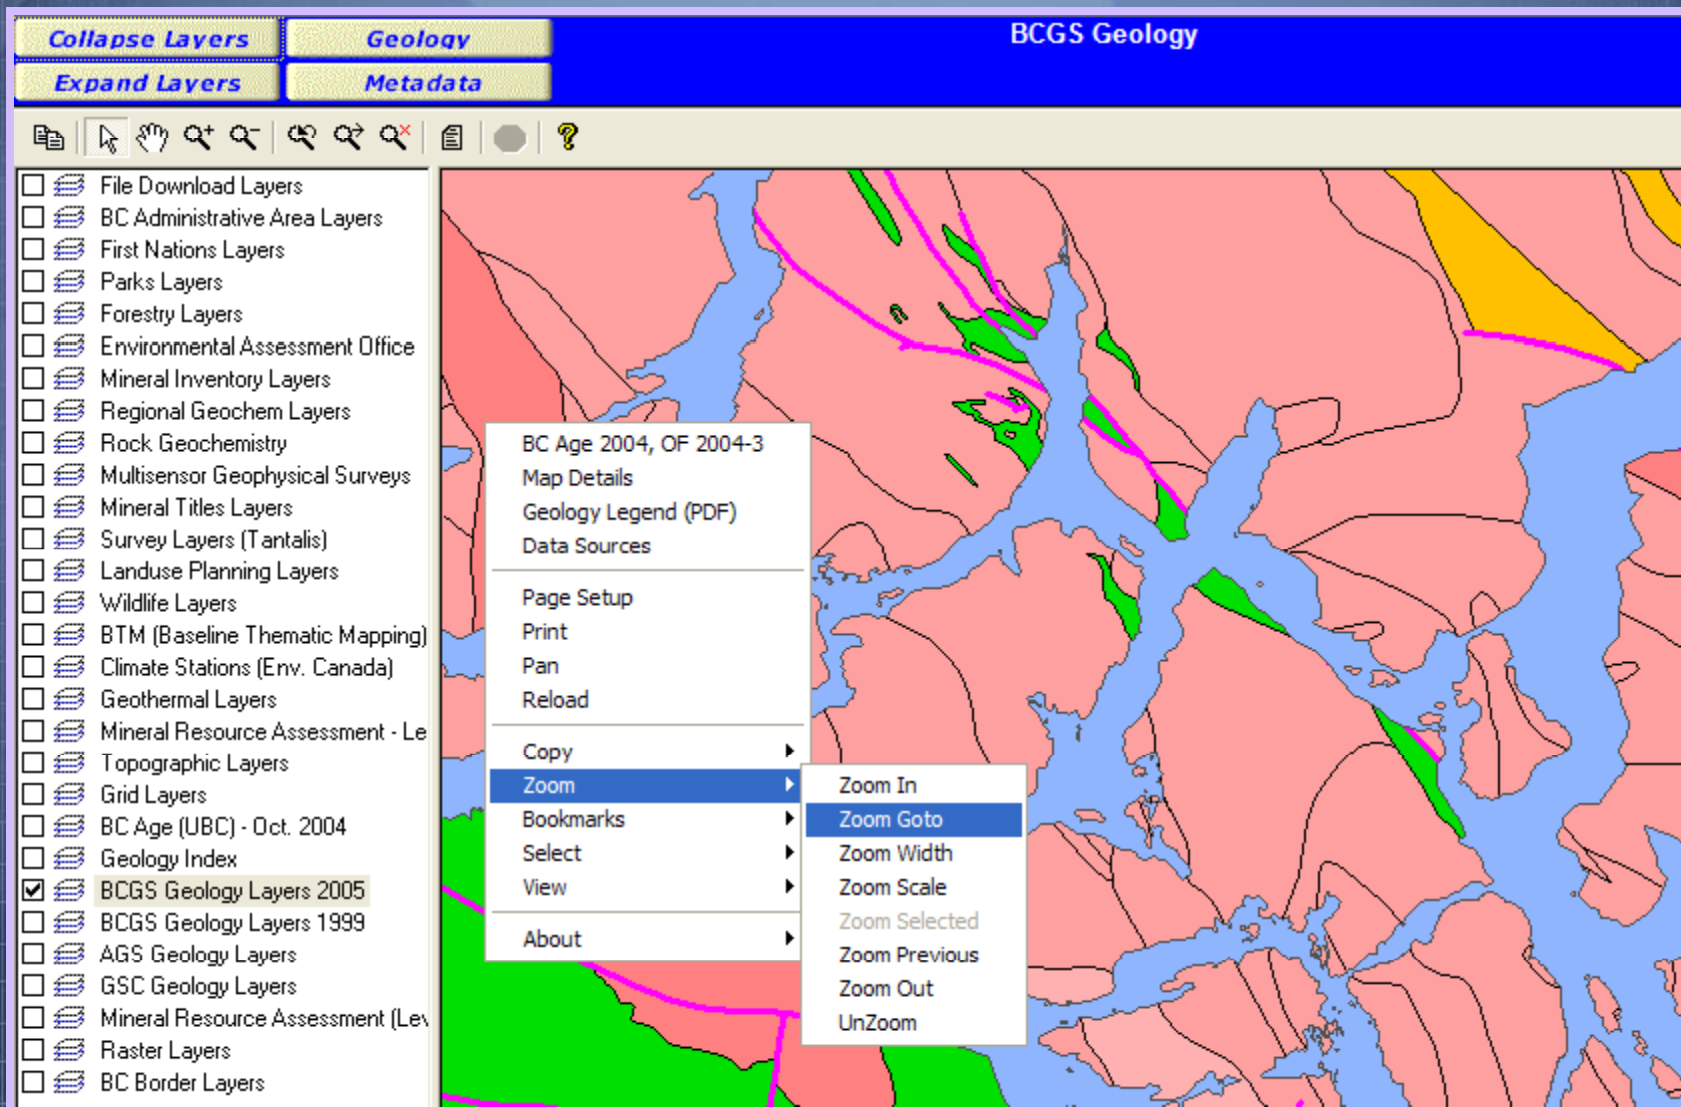 Collapse Layers
Geology
BCGS Geology
Expand Layers
Metadata
File Download Layers
BC Administrative Area Layers
First Nations Layers
Parks Layers
Forestry Layers
Environmental Assessment Office
Mineral Inventory Layers
Regional Geochem Layers
Rock Geochemistry
Multisensor Geophysical Surveys
Mineral Titles Layers
Survey Layers (Tantalis)
Landuse Planning Layers
Wildlife Layers
BTM (Baseline Thematic Mapping)
Climate Stations (Env. Canada)
Geothermal Layers
Mineral Resource Assessment - Le
Topographic Layers
Grid Layers
BC Age (UBC) - Oct. 2004
Geology Index
BCGS Geology Layers 2005
BCGS Geology Layers 1999
AGS Geology Layers
GSC Geology Layers
Mineral Resource Assessment (Lev
Raster Layers
BC Border Layers
BC Age 2004, OF 2004-3
Map Details
Geology Legend (PDF)
Data Sources
Page Setup
Print
Pan
Reload
Copy
Zoom
Bookmarks
Select
View
About
Zoom In
Zoom Goto
Zoom Width
Zoom Scale
Zoom Selected
Zoom Previous
Zoom Out
UnZoom